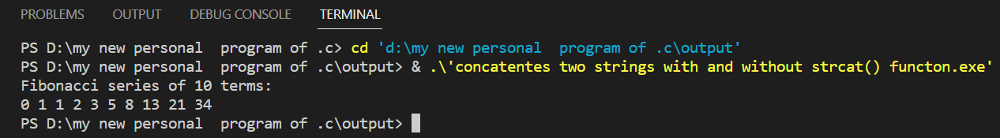 PROBLEMS OUTPUT DEBUG CONSOLE TERMINAL
PS D:\my new personal  program of .c> cd 'd:\my new personal  program of .c\output'
PS D:\my new personal  program of .c\output> & .\'concatentes two strings with and without strcat() functon.exe'
Fibonacci series of 10 terms:
0 1 1 2 3 5 8 13 21 34
PS D:\my new personal  program of .c\output>